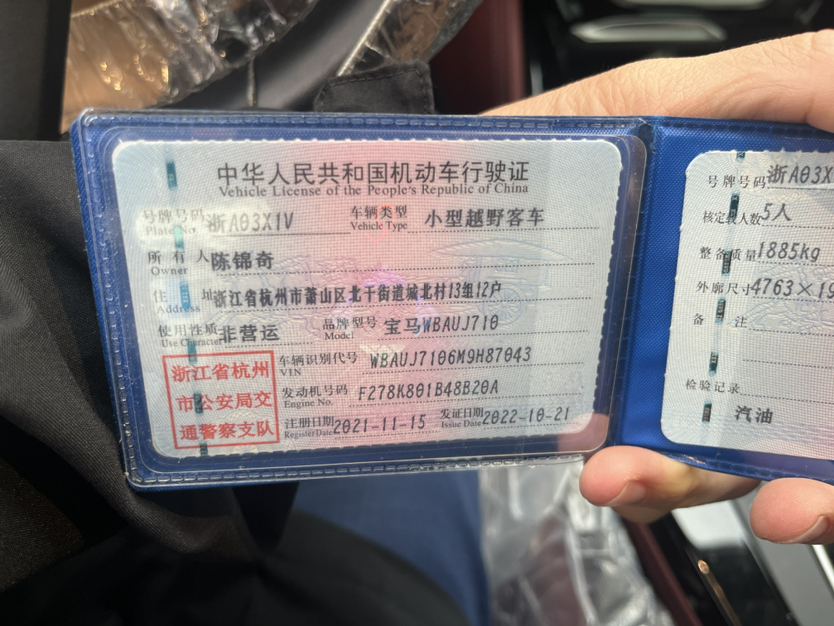 中华人民共和国机动车行驶证
Vehicle License of the People's Republic of China
号牌号码 浙A03X1V 车辆类型 小型越野客车
Plate No. Vehicle Type
所有人 陈锦奇
Owner
住址 浙江省杭州市萧山区北干街道城北村13组12户
Address
使用性质 非营运 品牌型号 宝马WBAUJ710
Use Character Model
浙江省杭州
市公安局交
通警察支队
车辆识别代号 WBAUJ7106M9H87043
VIN
发动机号码 F278K801B48B20A
Engine No.
注册日期 2021-11-15 发证日期 2022-10-21
Register Date Issue Date
号牌号码 浙A03X
核定载人数 5人
整备质量 1885kg
外廓尺寸 4763×19
备注
检验记录
汽油